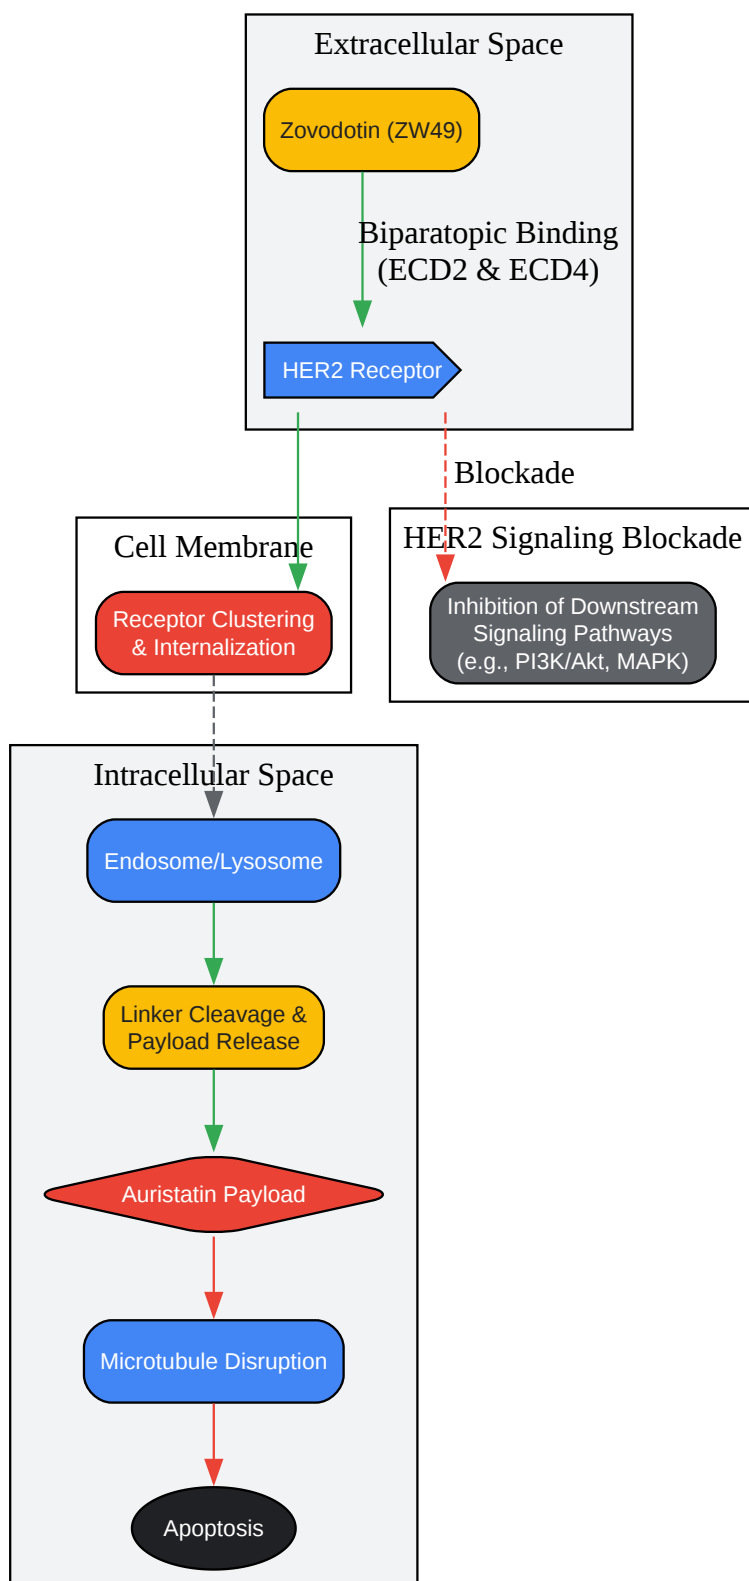 Extracellular Space
Zovodotin (ZW49)
Biparatopic Binding
(ECD2 & ECD4)
HER2 Receptor
Blockade
Cell Membrane
Receptor Clustering
& Internalization
HER2 Signaling Blockade
Inhibition of Downstream
Signaling Pathways
(e.g., PI3K/Akt, MAPK)
Intracellular Space
Endosome/Lysosome
Linker Cleavage &
Payload Release
Auristatin Payload
Microtubule Disruption
Apoptosis